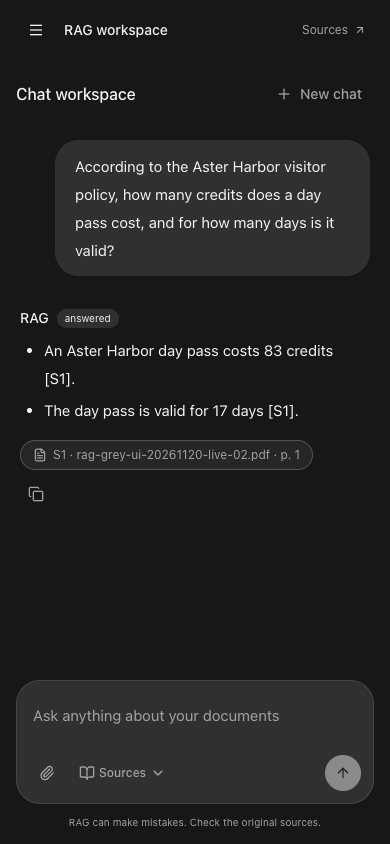 RAG workspace
Sources
Chat workspace
New chat
According to the Aster Harbor visitor
policy, how many credits does a day
pass cost, and for how many days is it
valid?
RAG answered
• An Aster Harbor day pass costs 83 credits
[S1].
• The day pass is valid for 17 days [S1].
S1 · rag-grey-ui-20261120-live-02.pdf · p. 1
Ask anything about your documents
Sources
RAG can make mistakes. Check the original sources.